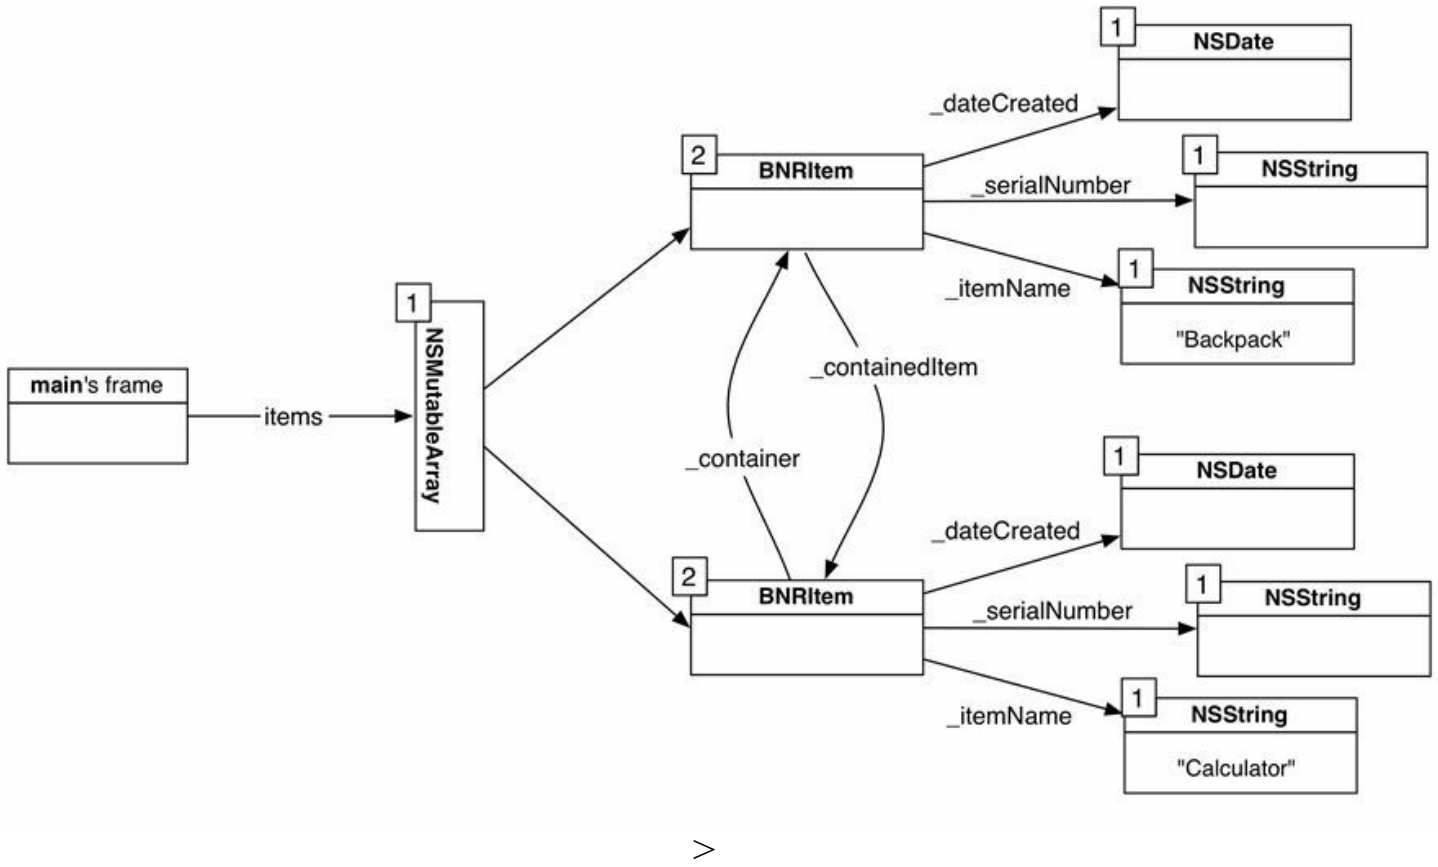 1
NSDate
_dateCreated
2
BNRItem
1
NSString
_serialNumber
1
NSString
_itemName
"Backpack"
1
NSMutableArray
main's frame
items
_containedItem
_container
1
NSDate
_dateCreated
2
BNRItem
1
NSString
_serialNumber
1
NSString
_itemName
"Calculator"
>